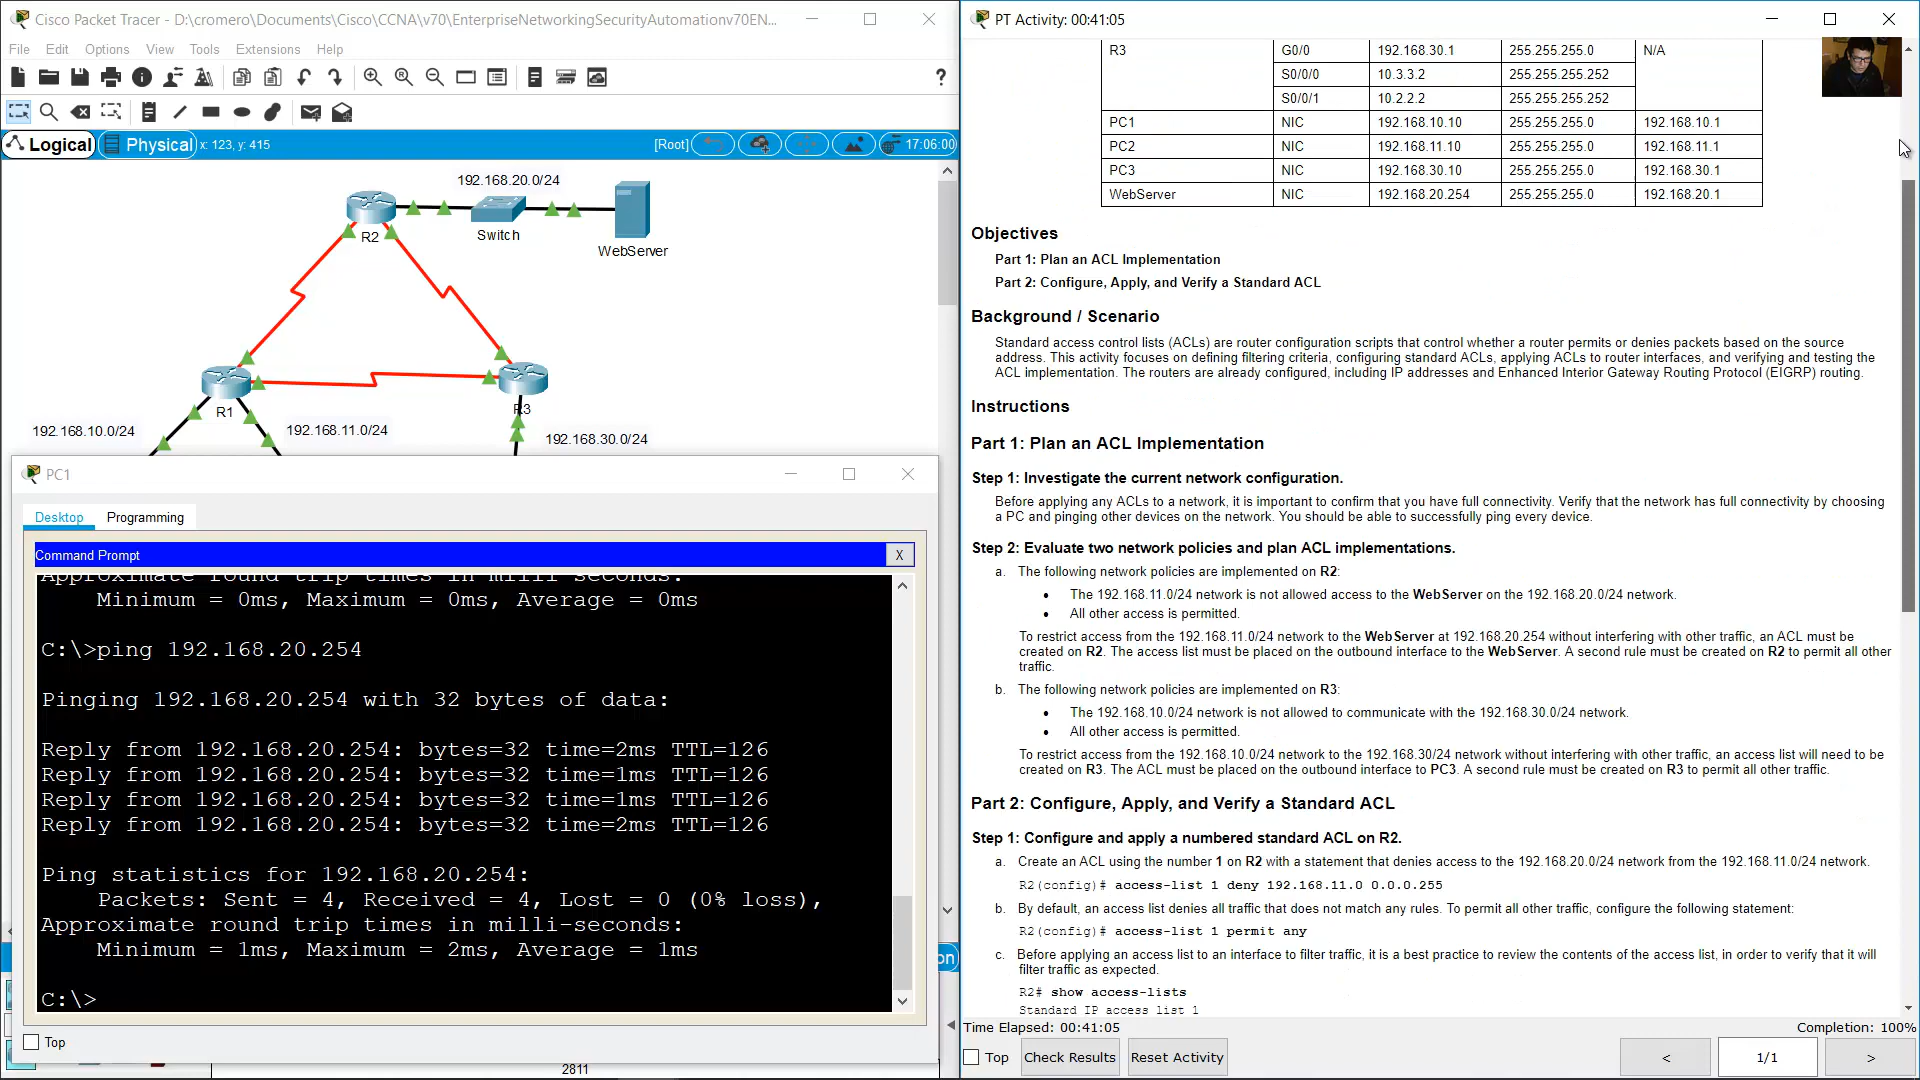 Cisco Packet Tracer - D:\cromero\Documents\Cisco\CCNA\v70\EnterpriseNetworkingSecurityAutomationv70EN...
File Edit Options View Tools Extensions Help
?
Logical Physical x: 123, y: 415 [Root] 17:06:00
192.168.20.0/24
R2
Switch
WebServer
R1
R3
192.168.10.0/24
192.168.11.0/24
192.168.30.0/24
PC1
Desktop Programming
Command Prompt X
Approximate round trip times in milli-seconds:
Minimum = 0ms, Maximum = 0ms, Average = 0ms
C:\>ping 192.168.20.254
Pinging 192.168.20.254 with 32 bytes of data:
Reply from 192.168.20.254: bytes=32 time=2ms TTL=126
Reply from 192.168.20.254: bytes=32 time=1ms TTL=126
Reply from 192.168.20.254: bytes=32 time=1ms TTL=126
Reply from 192.168.20.254: bytes=32 time=2ms TTL=126
Ping statistics for 192.168.20.254:
Packets: Sent = 4, Received = 4, Lost = 0 (0% loss),
Approximate round trip times in milli-seconds:
Minimum = 1ms, Maximum = 2ms, Average = 1ms
C:\>
Top
on
2811
PT Activity: 00:41:05
R3 G0/0 192.168.30.1 255.255.255.0 N/A
S0/0/0 10.3.3.2 255.255.255.252
S0/0/1 10.2.2.2 255.255.255.252
PC1 NIC 192.168.10.10 255.255.255.0 192.168.10.1
PC2 NIC 192.168.11.10 255.255.255.0 192.168.11.1
PC3 NIC 192.168.30.10 255.255.255.0 192.168.30.1
WebServer NIC 192.168.20.254 255.255.255.0 192.168.20.1
Objectives
Part 1: Plan an ACL Implementation
Part 2: Configure, Apply, and Verify a Standard ACL
Background / Scenario
Standard access control lists (ACLs) are router configuration scripts that control whether a router permits or denies packets based on the source
address. This activity focuses on defining filtering criteria, configuring standard ACLs, applying ACLs to router interfaces, and verifying and testing the
ACL implementation. The routers are already configured, including IP addresses and Enhanced Interior Gateway Routing Protocol (EIGRP) routing.
Instructions
Part 1: Plan an ACL Implementation
Step 1: Investigate the current network configuration.
Before applying any ACLs to a network, it is important to confirm that you have full connectivity. Verify that the network has full connectivity by choosing
a PC and pinging other devices on the network. You should be able to successfully ping every device.
Step 2: Evaluate two network policies and plan ACL implementations.
a. The following network policies are implemented on R2:
• The 192.168.11.0/24 network is not allowed access to the WebServer on the 192.168.20.0/24 network.
• All other access is permitted.
To restrict access from the 192.168.11.0/24 network to the WebServer at 192.168.20.254 without interfering with other traffic, an ACL must be
created on R2. The access list must be placed on the outbound interface to the WebServer. A second rule must be created on R2 to permit all other
traffic.
b. The following network policies are implemented on R3:
• The 192.168.10.0/24 network is not allowed to communicate with the 192.168.30.0/24 network.
• All other access is permitted.
To restrict access from the 192.168.10.0/24 network to the 192.168.30/24 network without interfering with other traffic, an access list will need to be
created on R3. The ACL must be placed on the outbound interface to PC3. A second rule must be created on R3 to permit all other traffic.
Part 2: Configure, Apply, and Verify a Standard ACL
Step 1: Configure and apply a numbered standard ACL on R2.
a. Create an ACL using the number 1 on R2 with a statement that denies access to the 192.168.20.0/24 network from the 192.168.11.0/24 network.
R2(config)# access-list 1 deny 192.168.11.0 0.0.0.255
b. By default, an access list denies all traffic that does not match any rules. To permit all other traffic, configure the following statement:
R2(config)# access-list 1 permit any
c. Before applying an access list to an interface to filter traffic, it is a best practice to review the contents of the access list, in order to verify that it will
filter traffic as expected.
R2# show access-lists
Standard IP access list 1
Time Elapsed: 00:41:05 Completion: 100%
Top Check Results Reset Activity < 1/1 >